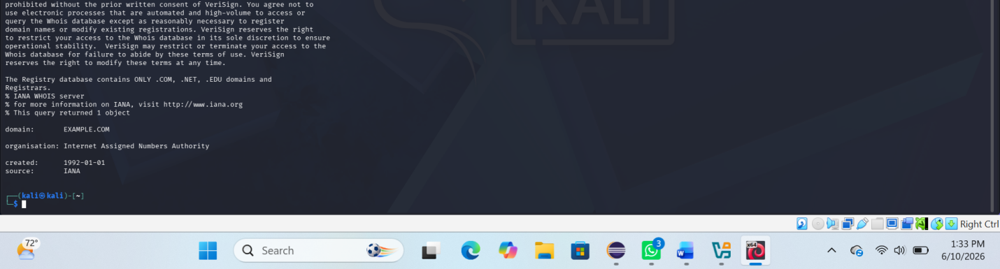 prohibited without the prior written consent of VeriSign. You agree not to
use electronic processes that are automated and high-volume to access or
query the Whois database except as reasonably necessary to register
domain names or modify existing registrations. VeriSign reserves the right
to restrict your access to the Whois database in its sole discretion to ensure
operational stability.  VeriSign may restrict or terminate your access to the
Whois database for failure to abide by these terms of use. VeriSign
reserves the right to modify these terms at any time.
The Registry database contains ONLY .COM, .NET, .EDU domains and
Registrars.
% IANA WHOIS server
% for more information on IANA, visit http://www.iana.org
% This query returned 1 object
domain:       EXAMPLE.COM
organisation: Internet Assigned Numbers Authority
created:      1992-01-01
source:       IANA
┌──(kali㉿kali)-[~]
└─$
KALI
Right Ctrl
72°
Search
3
W
x64
1:33 PM
6/10/2026